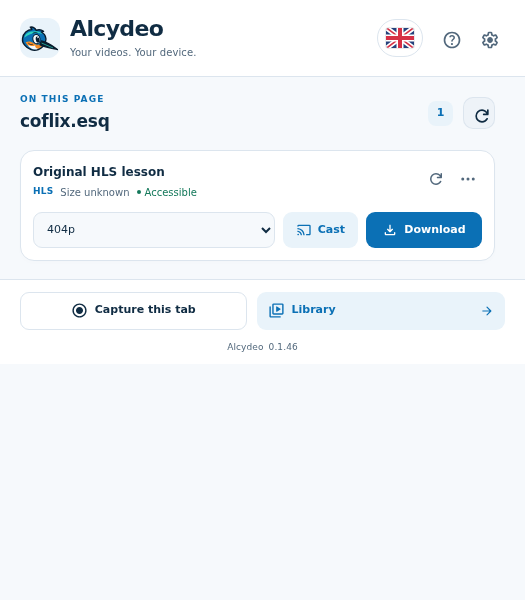 Alcydeo
Your videos. Your device.
ON THIS PAGE
coflix.esq
1
Original HLS lesson
HLS Size unknown • Accessible
404p
Cast
Download
Capture this tab
Library
Alcydeo 0.1.46